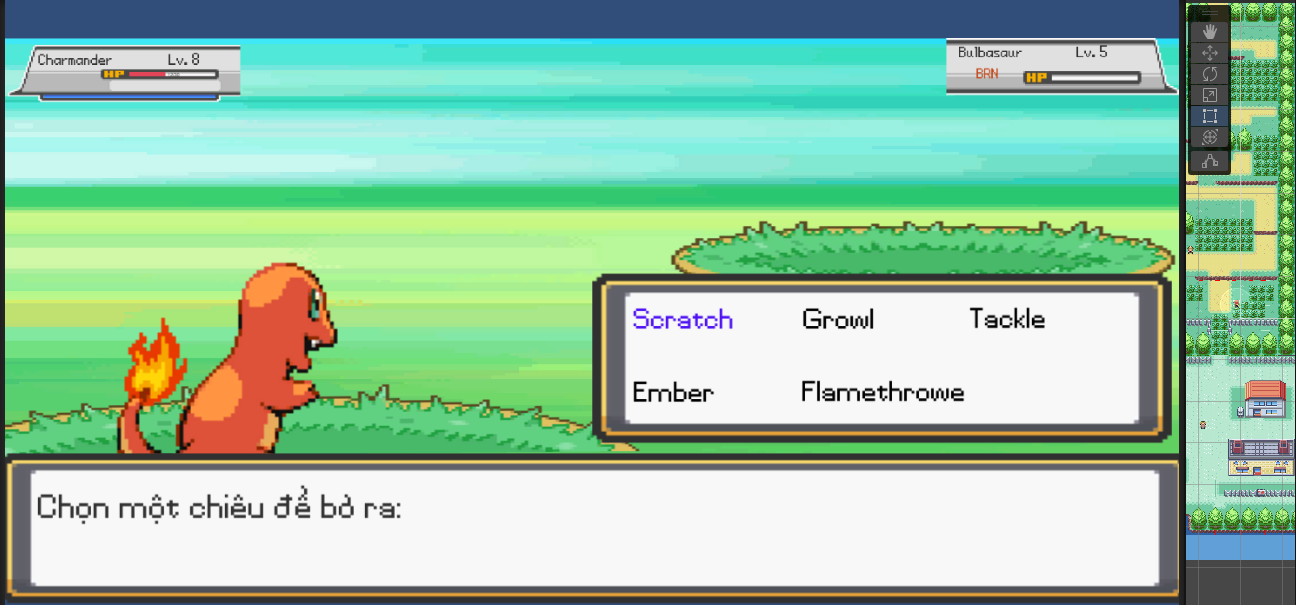 Charmander Lv. 8
HP
Bulbasaur Lv. 5
BRN HP
Scratch Growl Tackle
Ember Flamethrowe
Chọn một chiêu để bỏ ra: